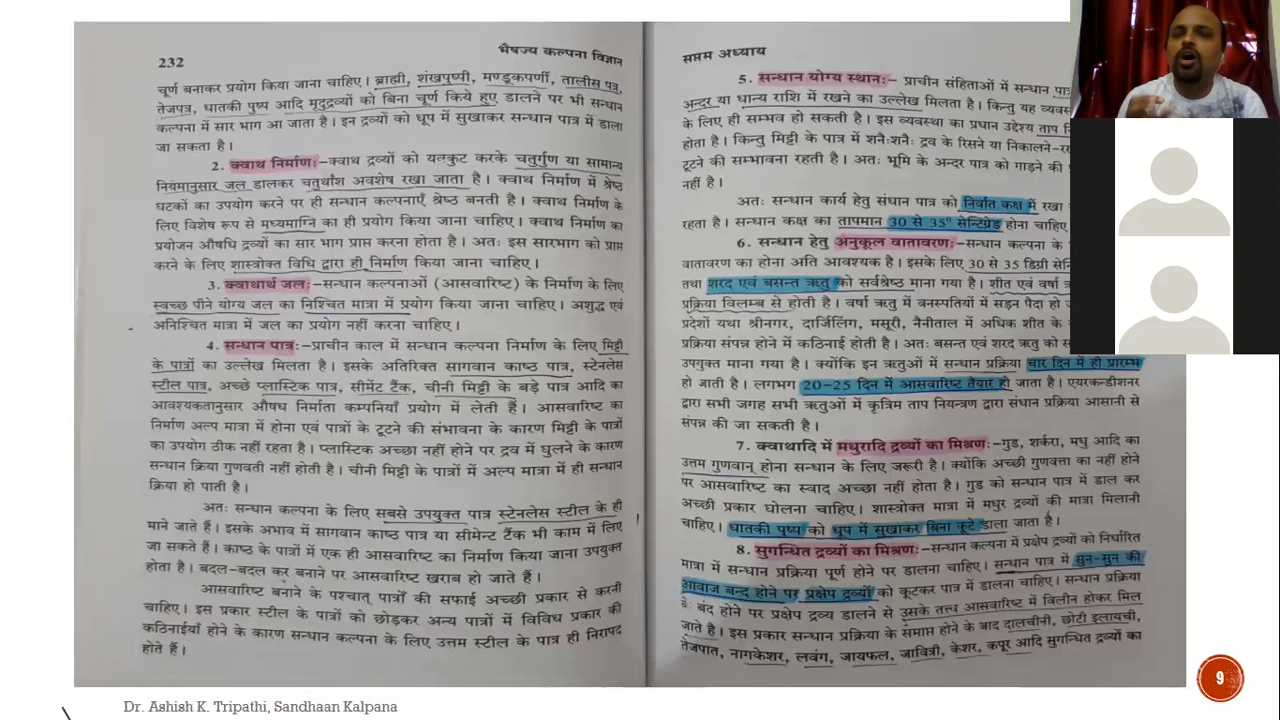 232
भैषज्य कल्पना विज्ञान
चूर्ण बनाकर प्रयोग किया जाना चाहिए। ब्राह्मी, शंखपुष्पी, मण्डूकपर्णी, तालीस पत्र,
तेजपत्र, धातकी पुष्प आदि मृदुद्रव्यों को बिना चूर्ण किये हुए डालने पर भी सन्धान
कल्पना में सार भाग आ जाता है। इन द्रव्यों को धूप में सुखाकर सन्धान पात्र में डाला
जा सकता है।
2. क्वाथ निर्माणः-क्वाथ द्रव्यों को यत्कुट करके चतुर्गुण या सामान्य
नियमानुसार जल डालकर चतुर्थांश अवशेष रखा जाता है। क्वाथ निर्माण में श्रेष्ठ
घटकों का उपयोग करने पर ही सन्धान कल्पनाएँ श्रेष्ठ बनती है। क्वाथ निर्माण के
लिए विशेष रूप से मध्यमाग्नि का ही प्रयोग किया जाना चाहिए। क्वाथ निर्माण का
प्रयोजन औषधि द्रव्यों का सार भाग प्राप्त करना होता है। अतः इस सारभाग को प्राप्त
करने के लिए शास्त्रोक्त विधि द्वारा ही निर्माण किया जाना चाहिए।
3. क्वाथार्थ जलः-सन्धान कल्पनाओं (आसवारिष्ट) के निर्माण के लिए
स्वच्छ पीने योग्य जल का निश्चित मात्रा में प्रयोग किया जाना चाहिए। अशुद्ध एवं
अनिश्चित मात्रा में जल का प्रयोग नहीं करना चाहिए।
4. सन्धान पात्रः-प्राचीन काल में सन्धान कल्पना निर्माण के लिए मिट्टी
के पात्रों का उल्लेख मिलता है। इसके अतिरिक्त सागवान काष्ठ पात्र, स्टेनलेस
स्टील पात्र, अच्छे प्लास्टिक पात्र, सीमेंट टैंक, चीनी मिट्टी के बड़े पात्र आदि का
आवश्यकतानुसार औषध निर्माता कम्पनियाँ प्रयोग में लेती हैं। आसवारिष्ट का
निर्माण अल्प मात्रा में होना एवं पात्रों के टूटने की संभावना के कारण मिट्टी के पात्रों
का उपयोग ठीक नहीं रहता है। प्लास्टिक अच्छा नहीं होने पर द्रव में घुलने के कारण
सन्धान क्रिया गुणवती नहीं होती है। चीनी मिट्टी के पात्रों में अल्प मात्रा में ही सन्धान
क्रिया हो पाती है।
अतः सन्धान कल्पना के लिए सबसे उपयुक्त पात्र स्टेनलेस स्टील के ही
माने जाते हैं। इसके अभाव में सागवान काष्ठ पात्र या सीमेन्ट टैंक भी काम में लिए
जा सकते हैं। काष्ठ के पात्रों में एक ही आसवारिष्ट का निर्माण किया जाना उपयुक्त
होता है। बदल-बदल कर बनाने पर आसवारिष्ट खराब हो जाते हैं।
आसवारिष्ट बनाने के पश्चात् पात्रों की सफाई अच्छी प्रकार से करनी
चाहिए। इस प्रकार स्टील के पात्रों को छोड़कर अन्य पात्रों में विविध प्रकार की
कठिनाईयाँ होने के कारण सन्धान कल्पना के लिए उत्तम स्टील के पात्र ही निरापद
होते हैं।
सप्तम अध्याय
5. सन्धान योग्य स्थानः- प्राचीन संहिताओं में सन्धान पा
अन्दर या धान्य राशि में रखने का उल्लेख मिलता है। किन्तु यह व्यव
के लिए ही सम्भव हो सकती है। इस व्यवस्था का प्रधान उद्देश्य ताप नि
होता है। किन्तु मिट्टी के पात्र में शनैः शनैः द्रव के रिसने या निकालने-र
टूटने की सम्भावना रहती है। अतः भूमि के अन्दर पात्र को गाड़ने की प्र
नहीं है।
अतः सन्धान कार्य हेतु संधान पात्र को निर्वात कक्ष में रखा
रहता है। सन्धान कक्ष का तापमान 30 से 35° सेन्टिग्रेड होना चाहिए
6. सन्धान हेतु अनुकूल वातावरणः-सन्धान कल्पना के
वातावरण का होना अति आवश्यक है। इसके लिए 30 से 35 डिग्री सेन्
तथा शरद एवं बसन्त ऋतु को सर्वश्रेष्ठ माना गया है। शीत एवं वर्षा ऋ
प्रक्रिया विलम्ब से होती है। वर्षा ऋतु में वनस्पतियों में सड़न पैदा हो ज
प्रदेशों यथा श्रीनगर, दार्जिलिंग, मसूरी, नैनीताल में अधिक शीत के क
प्रक्रिया संपन्न होने में कठिनाई होती है। अतः बसन्त एवं शरद ऋतु को स
उपयुक्त माना गया है। क्योंकि इन ऋतुओं में सन्धान प्रक्रिया चार दिन में ही प्रारम्भ
हो जाती है। लगभग 20-25 दिन में आसवारिष्ट तैयार हो जाता है। एयरकन्डीशनर
द्वारा सभी जगह सभी ऋतुओं में कृत्रिम ताप नियन्त्रण द्वारा संधान प्रक्रिया आसानी से
संपन्न की जा सकती है।
7. क्वाथादि में मधुरादि द्रव्यों का मिश्रणः-गुड, शर्करा, मधु आदि का
उत्तम गुणवान् होना सन्धान के लिए जरूरी है। क्योंकि अच्छी गुणवत्ता का नहीं होने
पर आसवारिष्ट का स्वाद अच्छा नहीं होता है। गुड को सन्धान पात्र में डाल कर
अच्छी प्रकार घोलना चाहिए। शास्त्रोक्त मात्रा में मधुर द्रव्यों की मात्रा मिलानी
चाहिए। धातकी पुष्प को धूप में सुखाकर बिना कूटे डाला जाता है।
8. सुगन्धित द्रव्यों का मिश्रणः-सन्धान कल्पना में प्रक्षेप द्रव्यों को निर्धारित
मात्रा में सन्धान प्रक्रिया पूर्ण होने पर डालना चाहिए। सन्धान पात्र में सुन-सुन की
आवाज बन्द होने पर प्रक्षेप द्रव्यों को कूटकर पात्र में डालना चाहिए। सन्धान प्रक्रिया
के बंद होने पर प्रक्षेप द्रव्य डालने से उसके तत्त्व आसवारिष्ट में विलीन होकर मिल
जाते है। इस प्रकार सन्धान प्रक्रिया के समाप्त होने के बाद दालचीनी, छोटी इलायची,
तेजपात, नागकेशर, लवंग, जायफल, जावित्री, केशर, कपूर आदि सुगन्धित द्रव्यों का
9
Dr. Ashish K. Tripathi, Sandhaan Kalpana